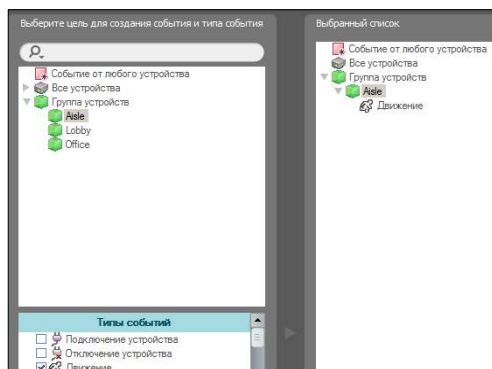 Выберите цель для создания события и типа события
Событие от любого устройства
Все устройства
Группа устройств
Aisle
Lobby
Office
Типы событий
Подключение устройства
Отключение устройства
Движение
Выбранный список
Событие от любого устройства
Все устройства
Группа устройств
Aisle
Движение